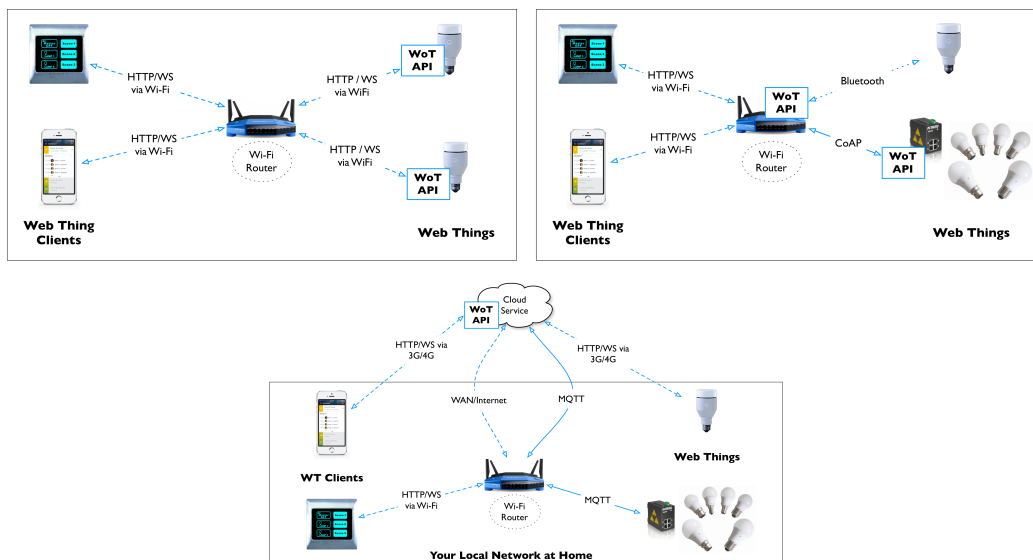 HTTP/WS
via Wi-Fi
HTTP/WS
via Wi-Fi
Wi-Fi
Router
HTTP / WS
via WiFi
HTTP / WS
via WiFi
WoT
API
WoT
API
Web Thing
Clients
Web Things
HTTP/WS
via Wi-Fi
HTTP/WS
via Wi-Fi
WoT
API
Wi-Fi
Router
Bluetooth
CoAP
WoT
API
Web Thing
Clients
Web Things
Cloud
Service
WoT
API
HTTP/WS via
3G/4G
HTTP/WS via
3G/4G
WAN/Internet
MQTT
WT Clients
Web Things
HTTP/WS
via Wi-Fi
Wi-Fi
Router
MQTT
Your Local Network at Home